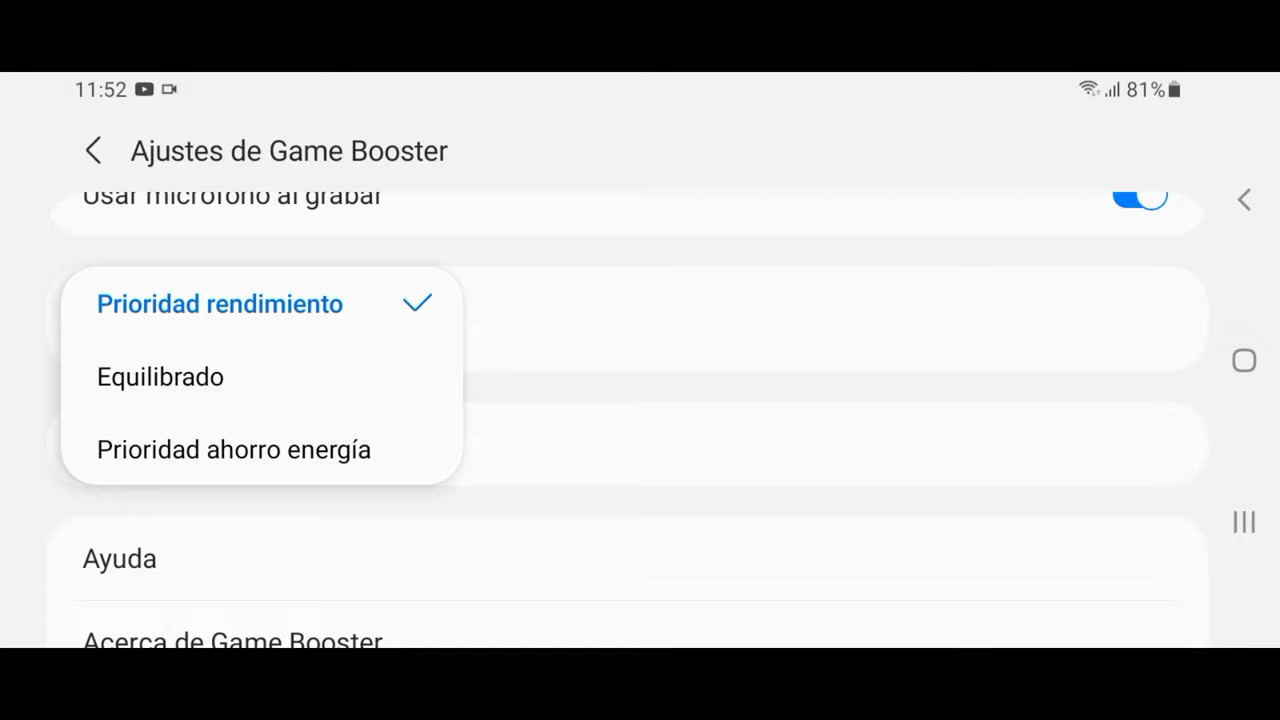 11:52
81%
Ajustes de Game Booster
Usar micrófono al grabar
Prioridad rendimiento
Equilibrado
Prioridad ahorro energía
Ayuda
Acerca de Game Booster